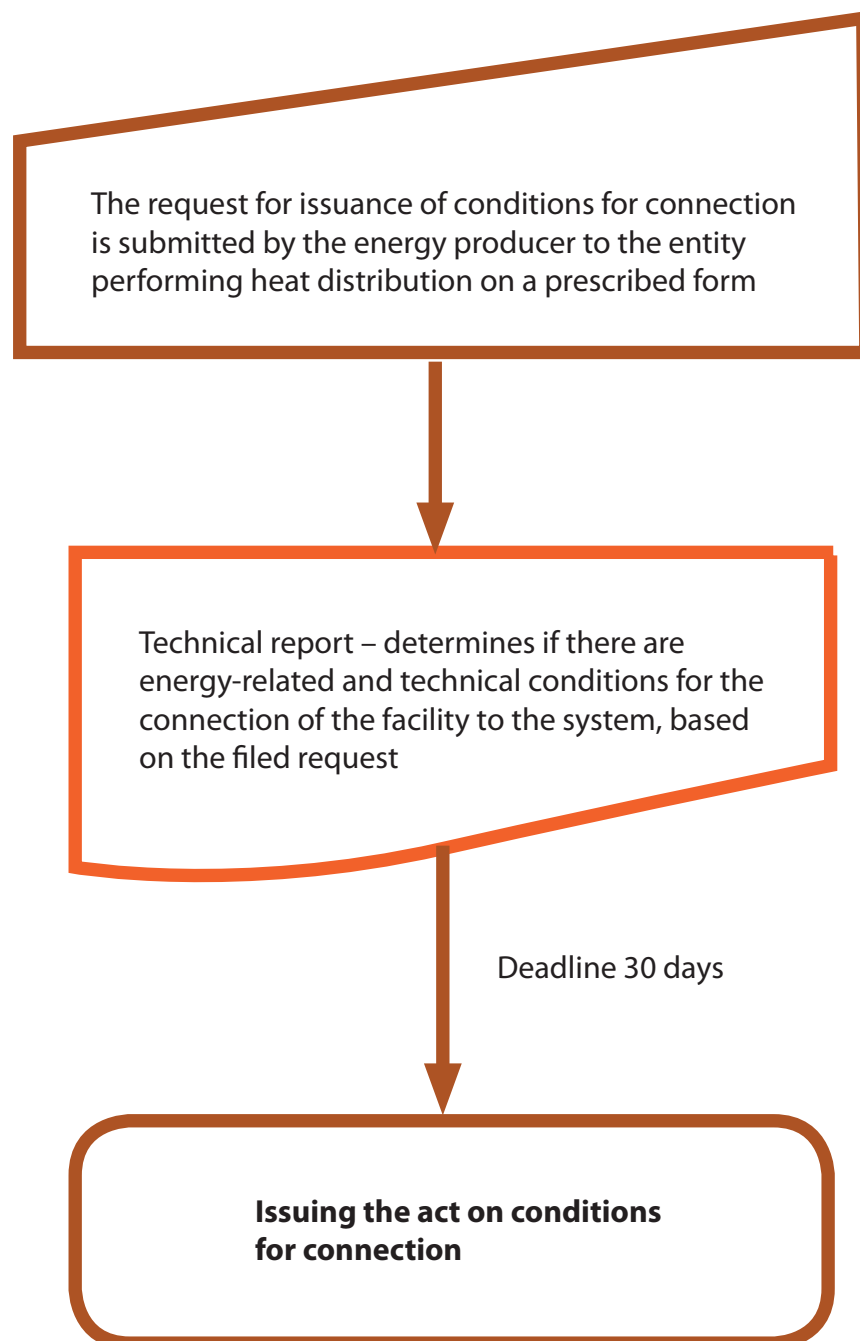 The request for issuance of conditions for connection
is submitted by the energy producer to the entity
performing heat distribution on a prescribed form
Technical report – determines if there are
energy-related and technical conditions for the
connection of the facility to the system, based
on the filed request
Deadline 30 days
Issuing the act on conditions
for connection